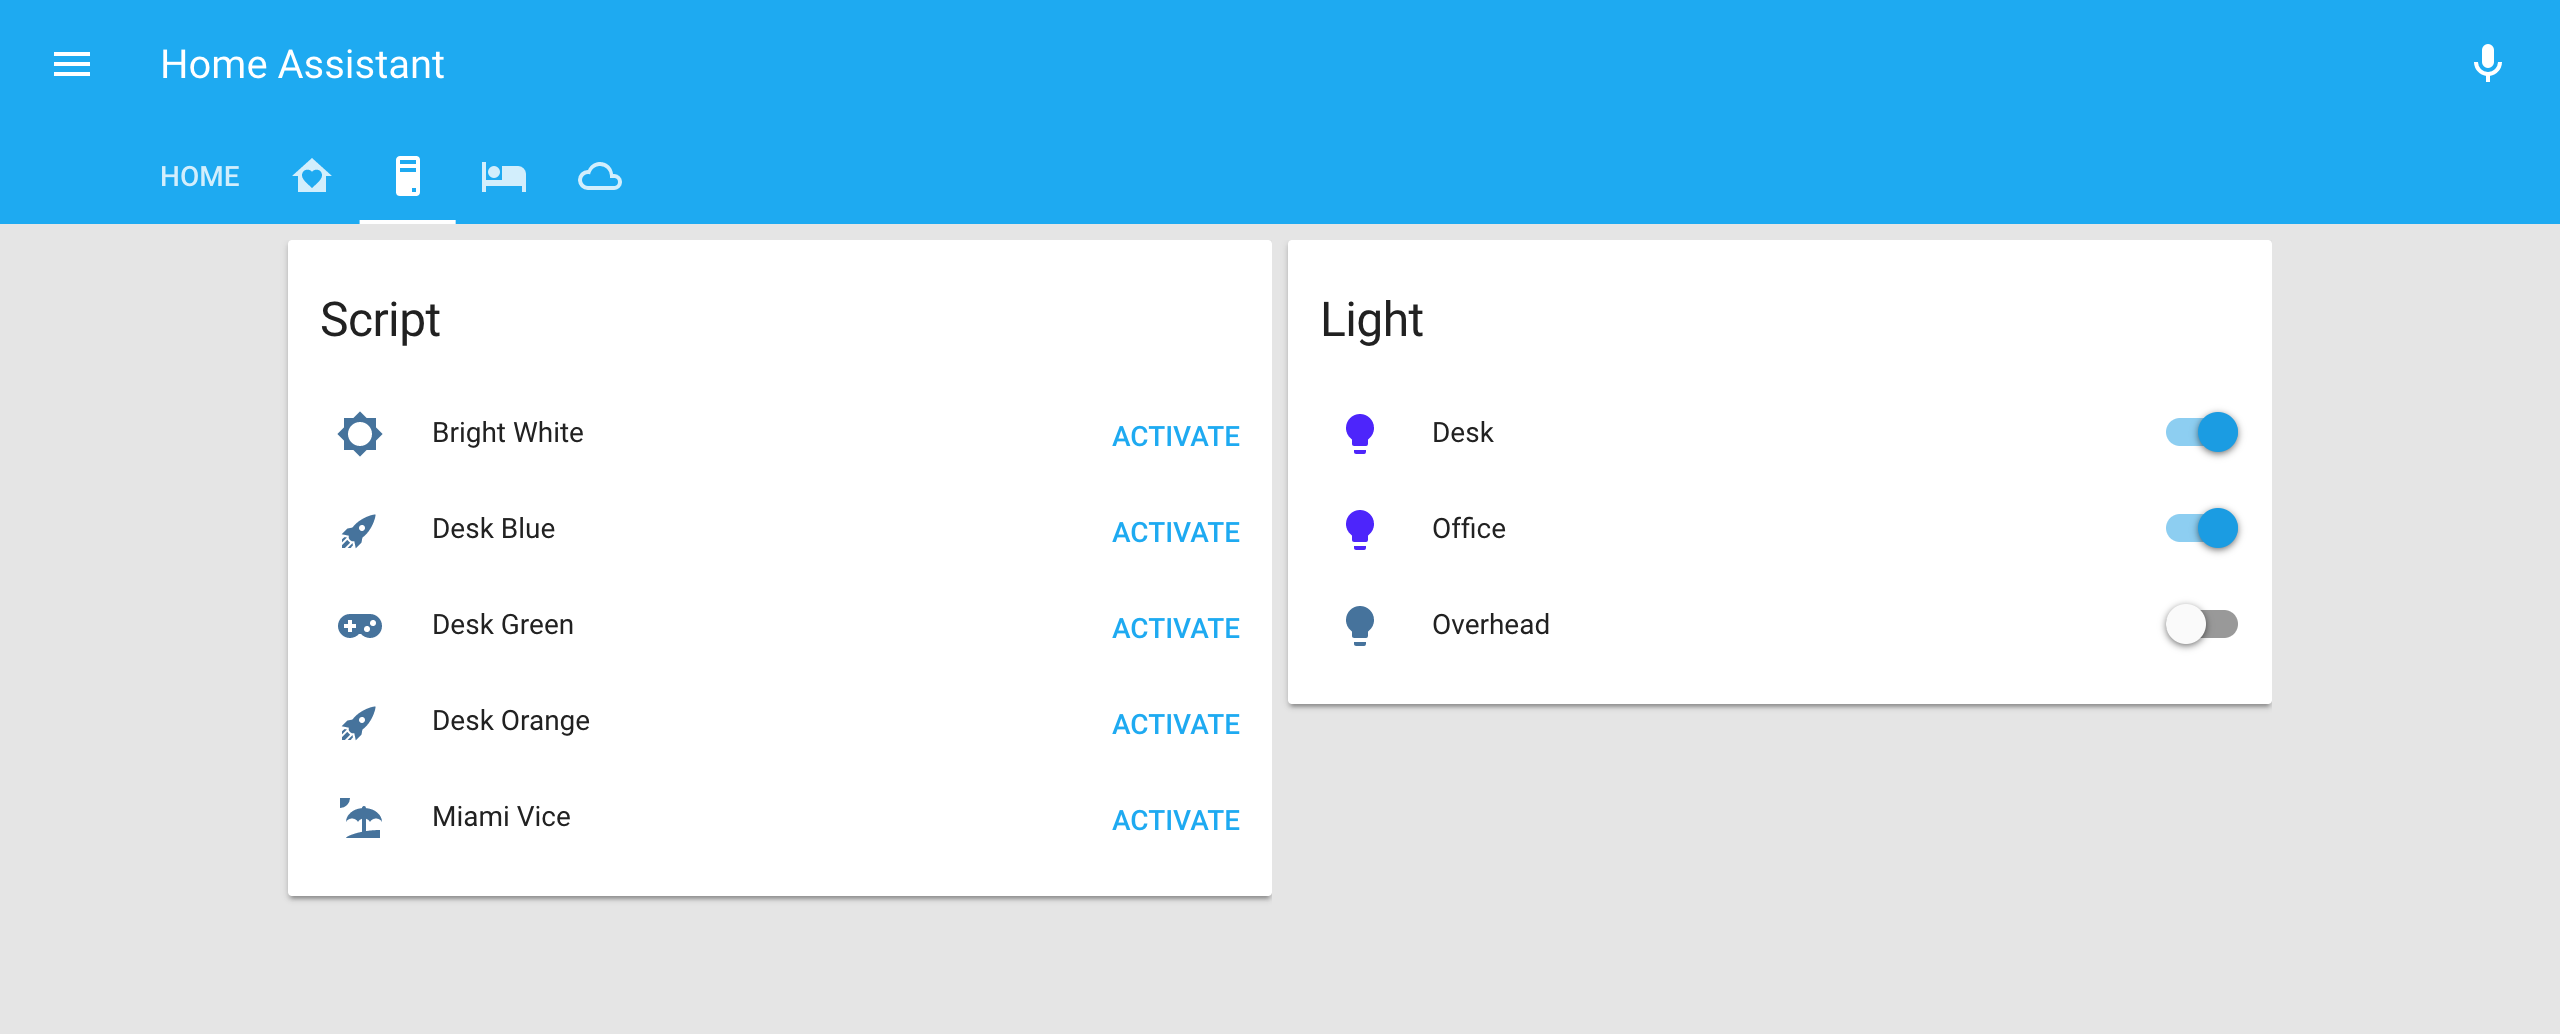 Home Assistant
HOME
Script
Bright White ACTIVATE
Desk Blue ACTIVATE
Desk Green ACTIVATE
Desk Orange ACTIVATE
Miami Vice ACTIVATE
Light
Desk
Office
Overhead